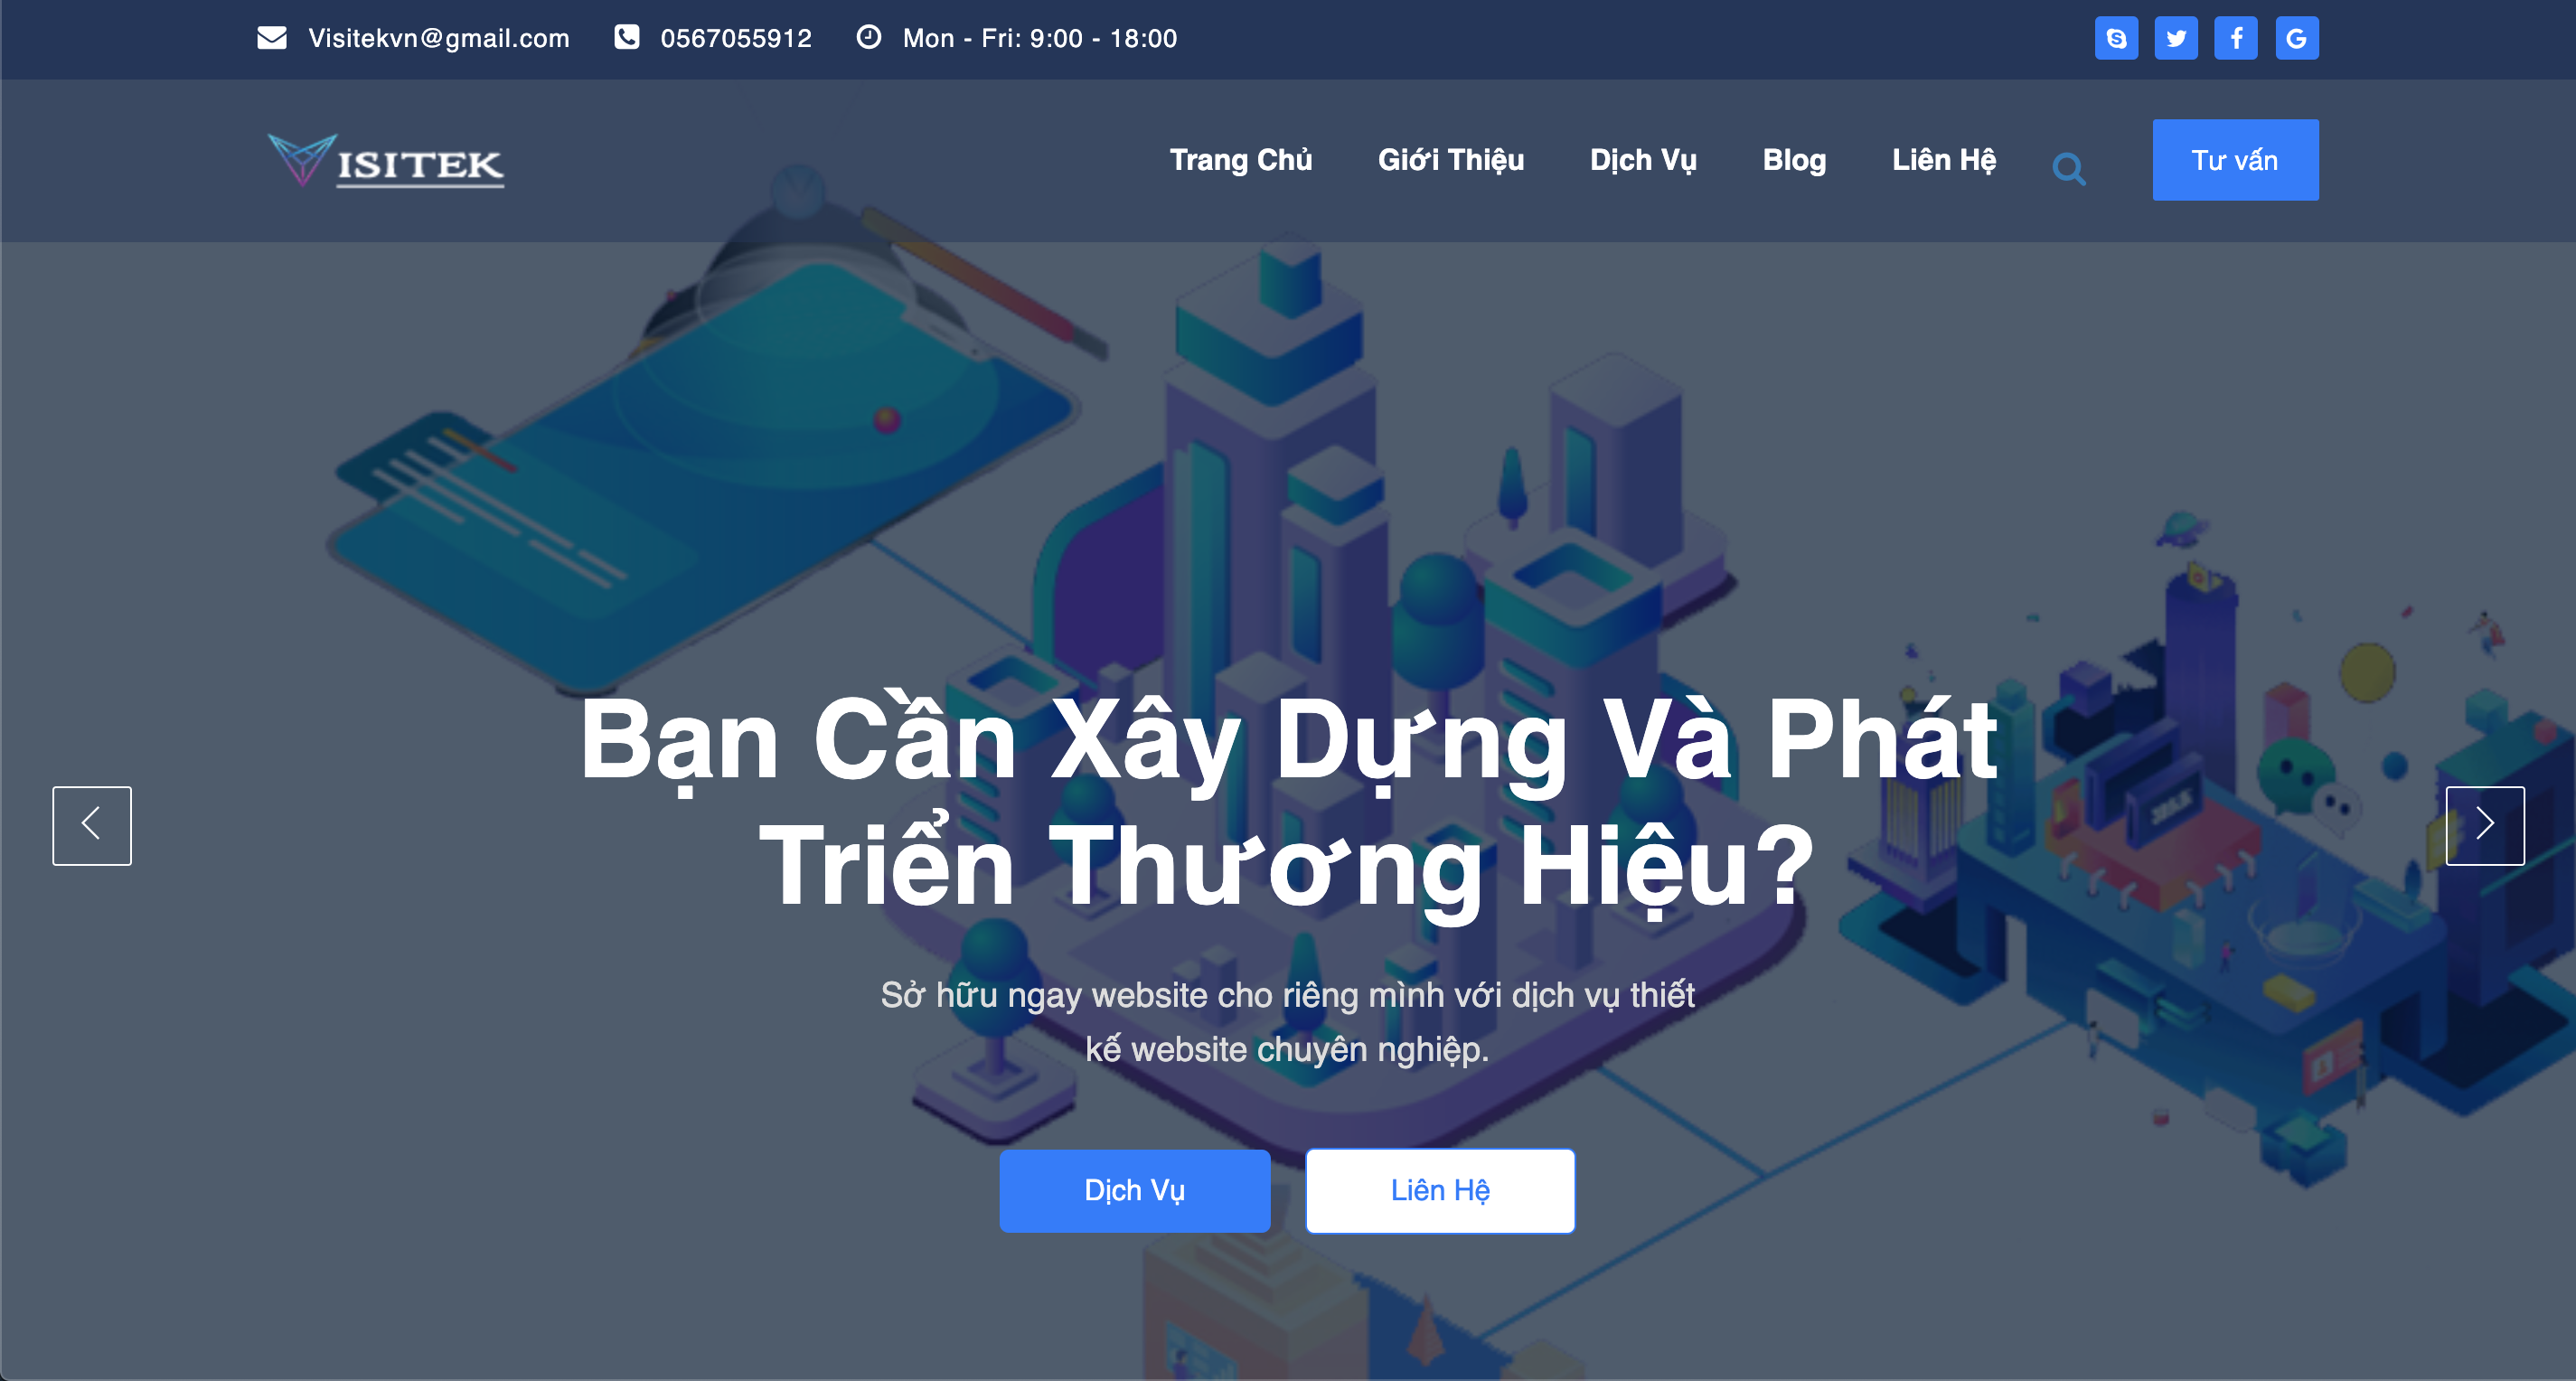 Visitekvn@gmail.com 0567055912 Mon - Fri: 9:00 - 18:00
VISITEK Trang Chủ Giới Thiệu Dịch Vụ Blog Liên Hệ Tư vấn
Bạn Cần Xây Dựng Và Phát
Triển Thương Hiệu?
Sở hữu ngay website cho riêng mình với dịch vụ thiết
kế website chuyên nghiệp.
Dịch Vụ Liên Hệ